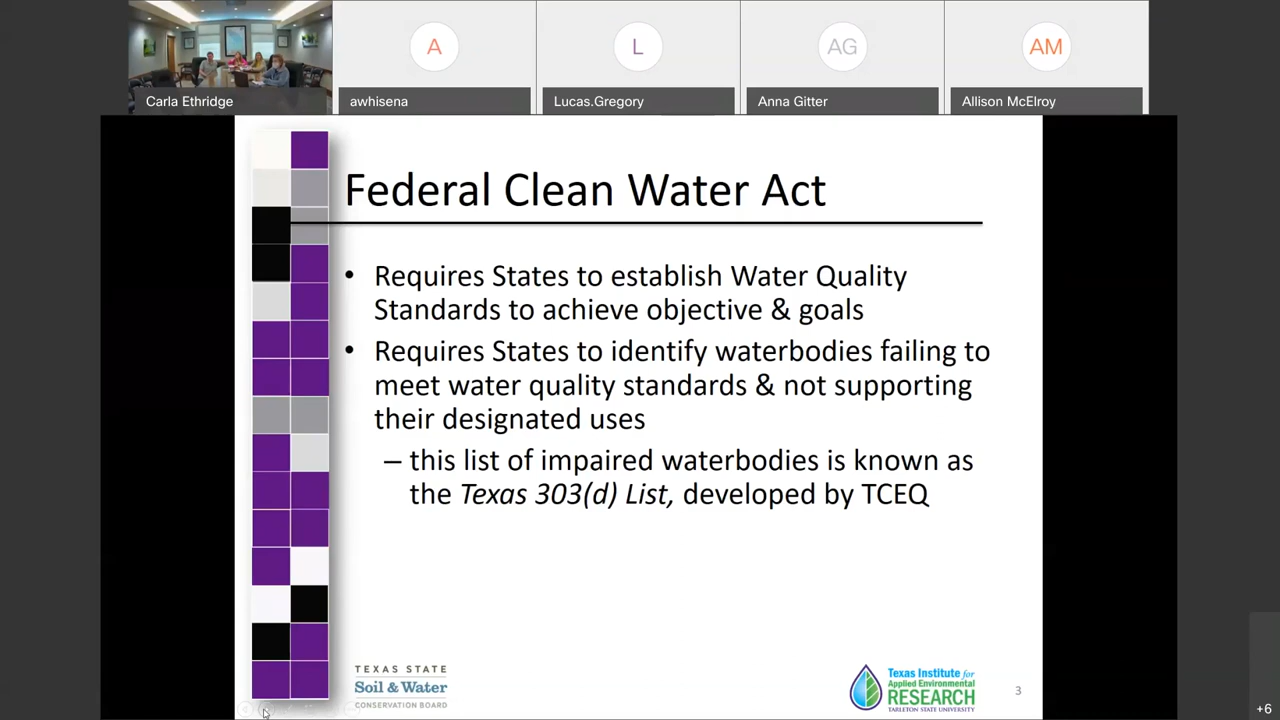 A
L
AG
AM
Carla Ethridge
awhisena
Lucas.Gregory
Anna Gitter
Allison McElroy
Federal Clean Water Act
• Requires States to establish Water Quality
Standards to achieve objective & goals
• Requires States to identify waterbodies failing to
meet water quality standards & not supporting
their designated uses
– this list of impaired waterbodies is known as
the Texas 303(d) List, developed by TCEQ
TEXAS STATE
Soil & Water
CONSERVATION BOARD
Texas Institute for
Applied Environmental
RESEARCH
TARLETON STATE UNIVERSITY
3
+6